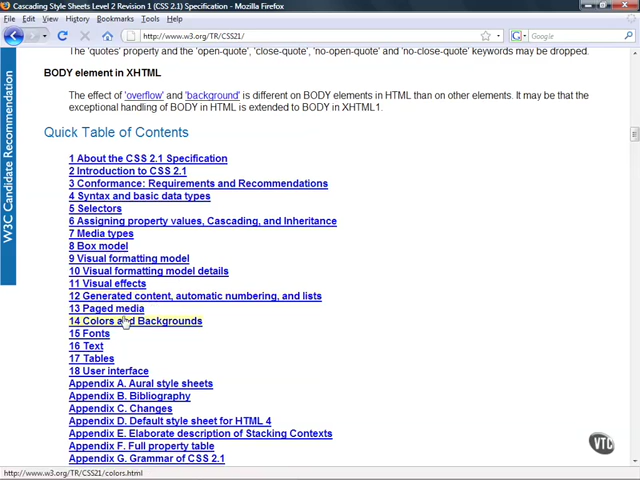 Cascading Style Sheets Level 2 Revision 1 (CSS 2.1) Specification - Mozilla Firefox
File Edit View History Bookmarks Tools Help
http://www.w3.org/TR/CSS21/
Google
The 'quotes' property and the 'open-quote', 'close-quote', 'no-open-quote' and 'no-close-quote' keywords may be dropped.
W3C Candidate Recommendation
BODY element in XHTML
The effect of 'overflow' and 'background' is different on BODY elements in HTML than on other elements. It may be that the
exceptional handling of BODY in HTML is extended to BODY in XHTML1.
Quick Table of Contents
1 About the CSS 2.1 Specification
2 Introduction to CSS 2.1
3 Conformance: Requirements and Recommendations
4 Syntax and basic data types
5 Selectors
6 Assigning property values, Cascading, and Inheritance
7 Media types
8 Box model
9 Visual formatting model
10 Visual formatting model details
11 Visual effects
12 Generated content, automatic numbering, and lists
13 Paged media
14 Colors and Backgrounds
15 Fonts
16 Text
17 Tables
18 User interface
Appendix A. Aural style sheets
Appendix B. Bibliography
Appendix C. Changes
Appendix D. Default style sheet for HTML 4
Appendix E. Elaborate description of Stacking Contexts
Appendix F. Full property table
Appendix G. Grammar of CSS 2.1
VTC
http://www.w3.org/TR/CSS21/colors.html